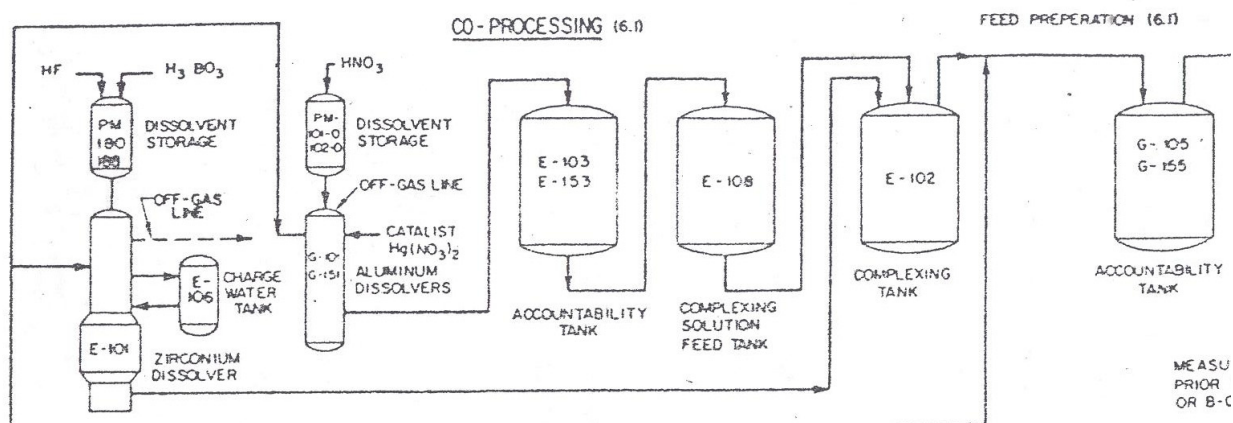 CO-PROCESSING (6.1)
FEED PREPERATION (6.1)
HF
H3 BO3
HNO3
PM
180
188
DISSOLVENT
STORAGE
PM-
101-0
102-0
DISSOLVENT
STORAGE
OFF-GAS
LINE
OFF-GAS LINE
CATALIST
Hg(NO3)2
G-101
G-151
ALUMINUM
DISSOLVERS
E-
106
CHARGE
WATER
TANK
E-101
ZIRCONIUM
DISSOLVER
E-103
E-153
ACCOUNTABILITY
TANK
E-108
COMPLEXING
SOLUTION
FEED TANK
E-102
COMPLEXING
TANK
G-105
G-155
ACCOUNTABILITY
TANK
MEASU
PRIOR
OR B-